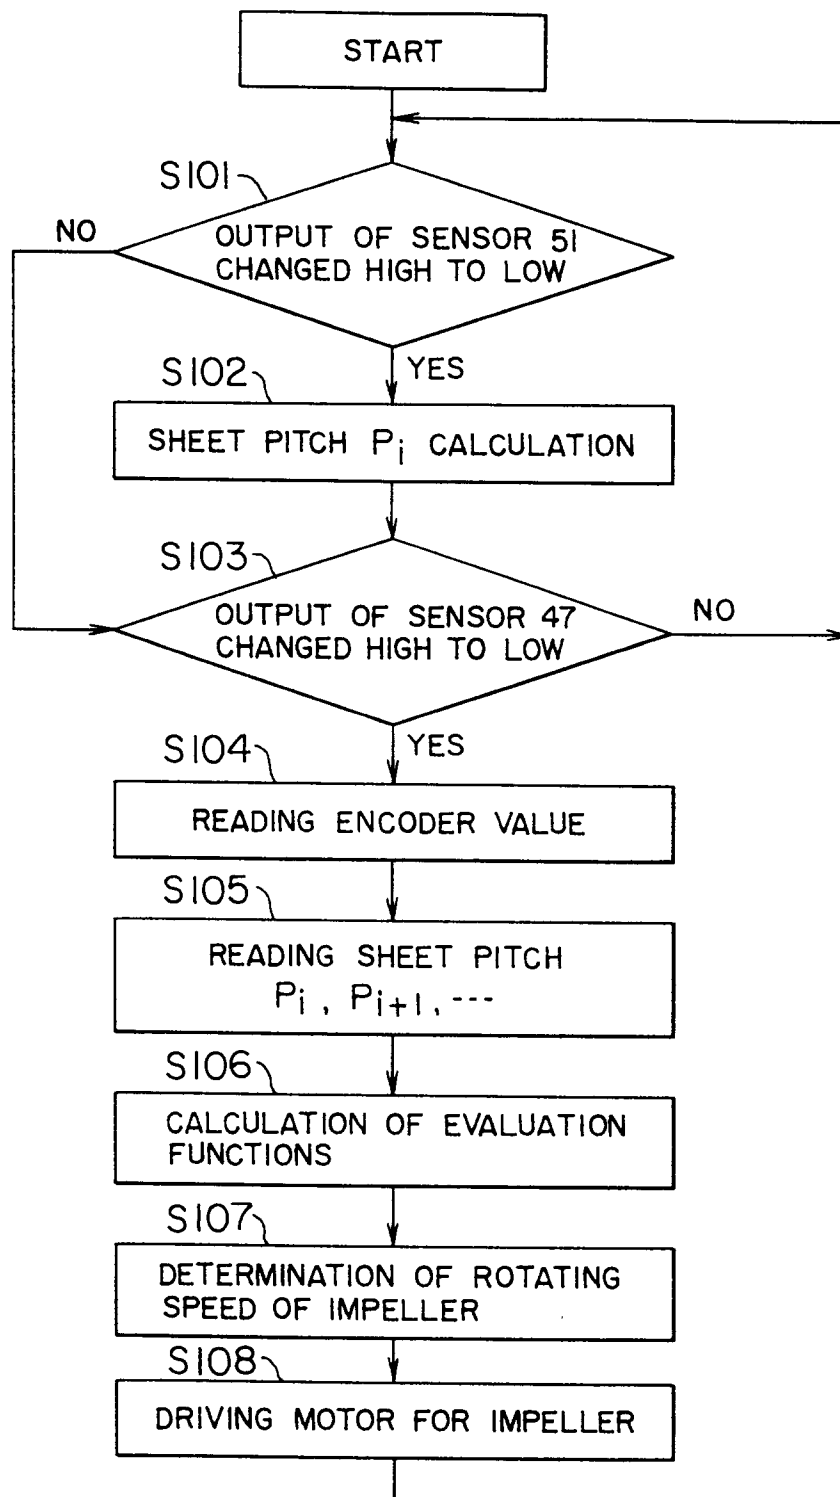 START
S101
NO
OUTPUT OF SENSOR 51
CHANGED HIGH TO LOW
YES
S102
SHEET PITCH Pi CALCULATION
S103
OUTPUT OF SENSOR 47
CHANGED HIGH TO LOW
NO
YES
S104
READING ENCODER VALUE
S105
READING SHEET PITCH
Pi , Pi+1, ---
S106
CALCULATION OF EVALUATION
FUNCTIONS
S107
DETERMINATION OF ROTATING
SPEED OF IMPELLER
S108
DRIVING MOTOR FOR IMPELLER